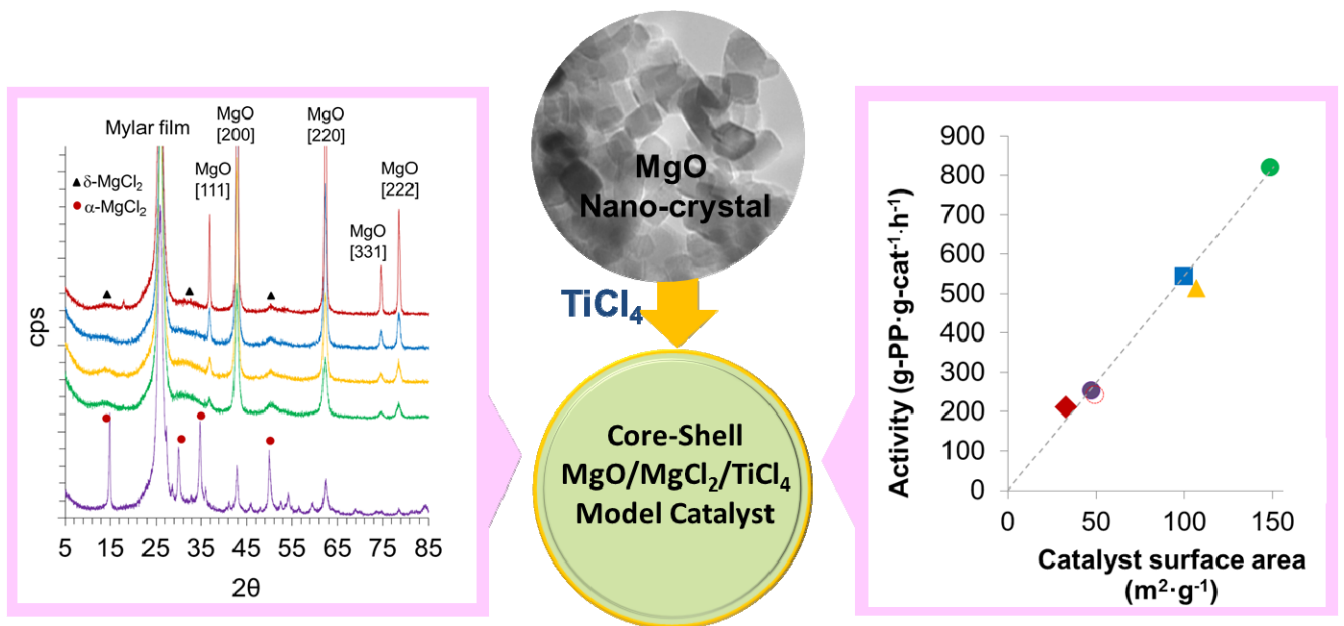 Mylar film
MgO
[111]
MgO
[200]
MgO
[220]
MgO
[331]
MgO
[222]
▲ δ-MgCl₂
● α-MgCl₂
cps
5 15 25 35 45 55 65 75 85
2θ
MgO
Nano-crystal
TiCl₄
Core-Shell
MgO/MgCl₂/TiCl₄
Model Catalyst
Activity (g-PP·g-cat⁻¹·h⁻¹)
900
800
700
600
500
400
300
200
100
0
0 50 100 150
Catalyst surface area
(m²·g⁻¹)